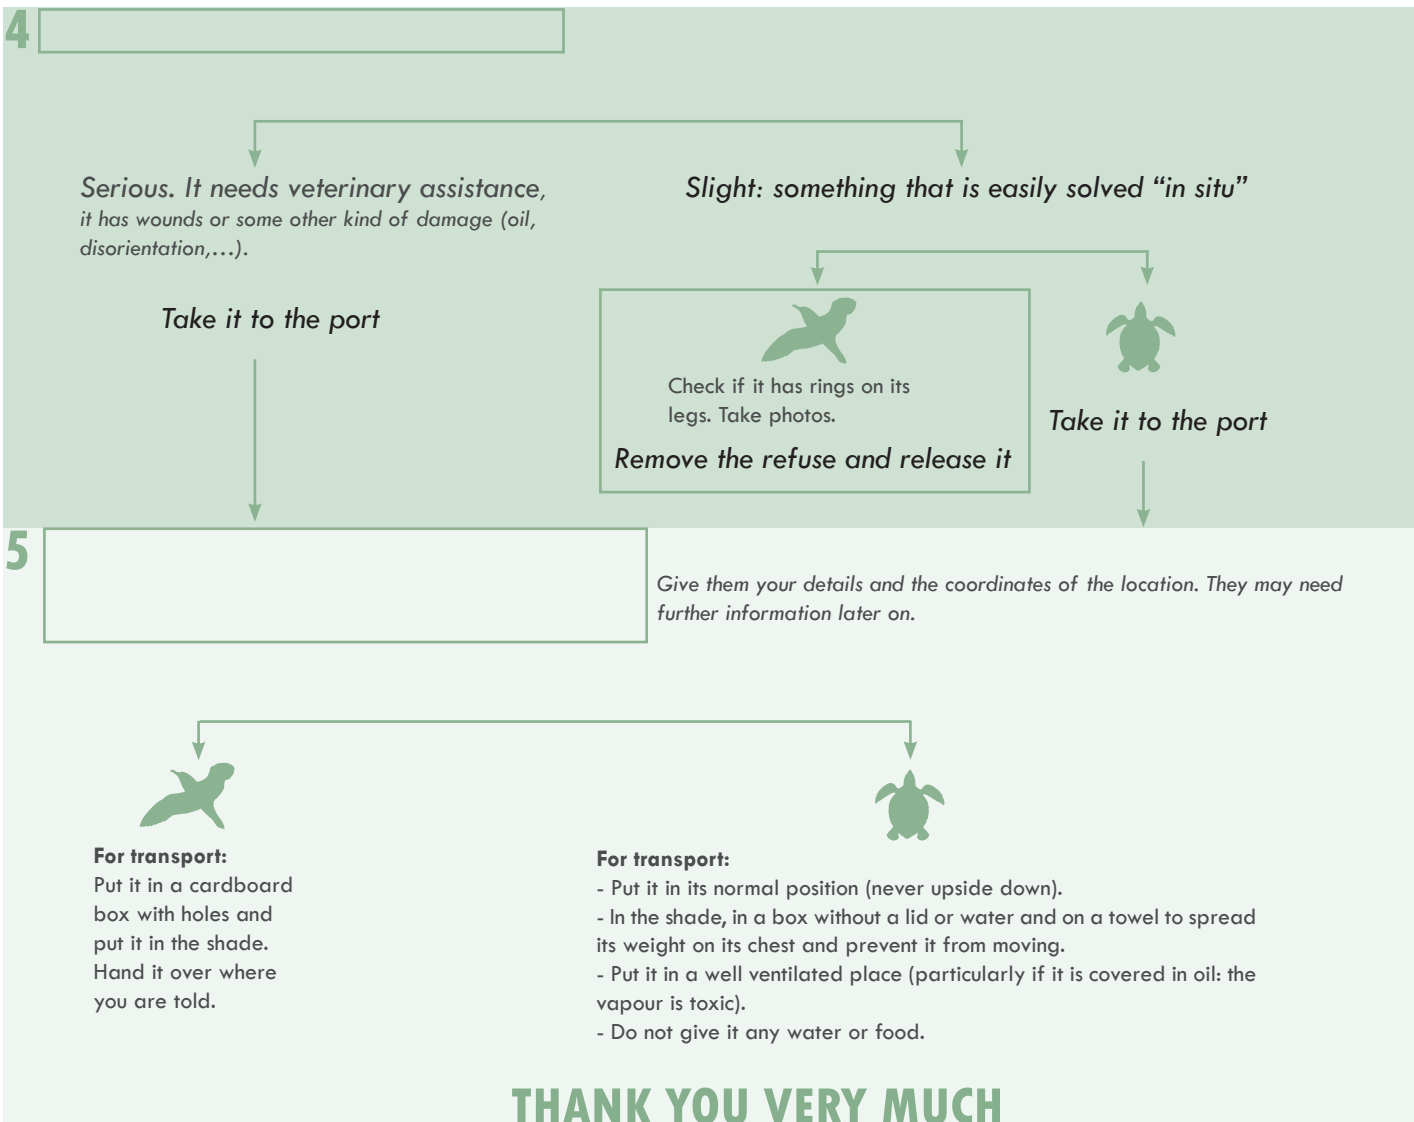 4
Serious. It needs veterinary assistance,
it has wounds or some other kind of damage (oil,
disorientation,...).
Take it to the port
Slight: something that is easily solved “in situ”
Check if it has rings on its
legs. Take photos.
Remove the refuse and release it
Take it to the port
5
Give them your details and the coordinates of the location. They may need
further information later on.
For transport:
Put it in a cardboard
box with holes and
put it in the shade.
Hand it over where
you are told.
For transport:
- Put it in its normal position (never upside down).
- In the shade, in a box without a lid or water and on a towel to spread
its weight on its chest and prevent it from moving.
- Put it in a well ventilated place (particularly if it is covered in oil: the
vapour is toxic).
- Do not give it any water or food.
THANK YOU VERY MUCH